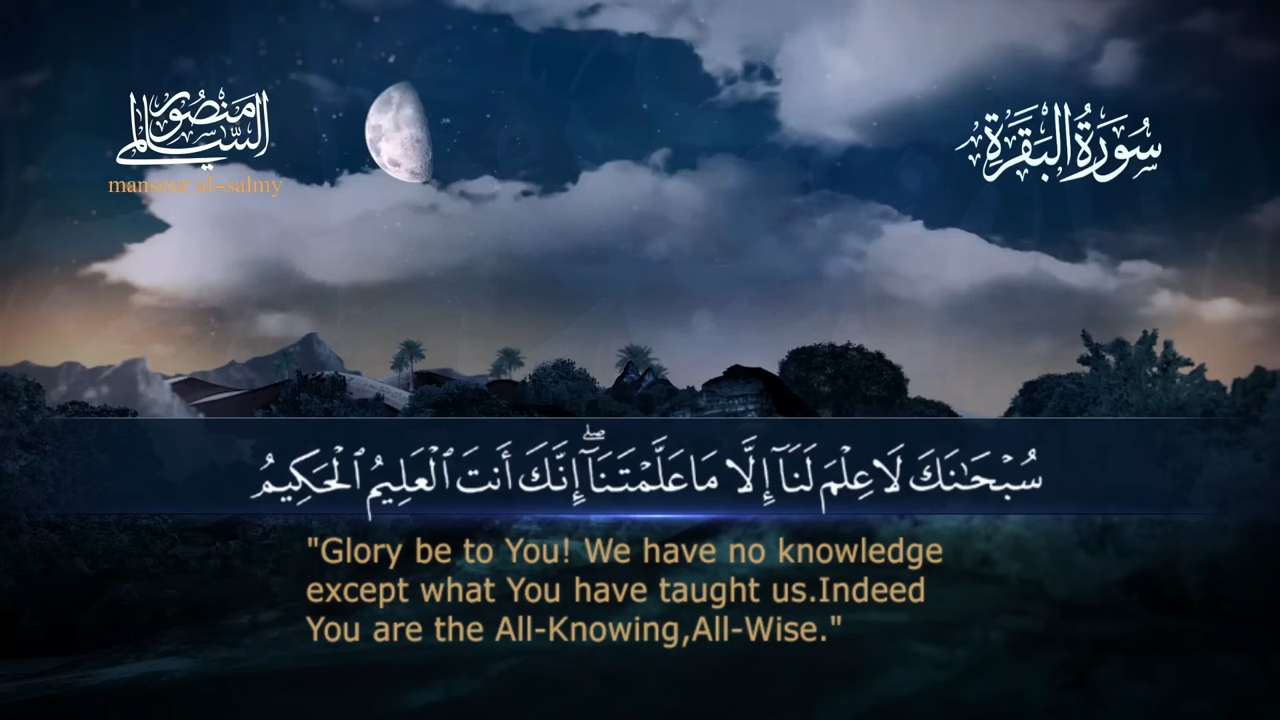 منصور السالمي
mansour al-salmy
سُورَةُ البَقَرَةِ
سُبْحَٰنَكَ لَا عِلْمَ لَنَآ إِلَّا مَا عَلَّمْتَنَآ ۖ إِنَّكَ أَنتَ ٱلْعَلِيمُ ٱلْحَكِيمُ
"Glory be to You! We have no knowledge
except what You have taught us.Indeed
You are the All-Knowing,All-Wise."